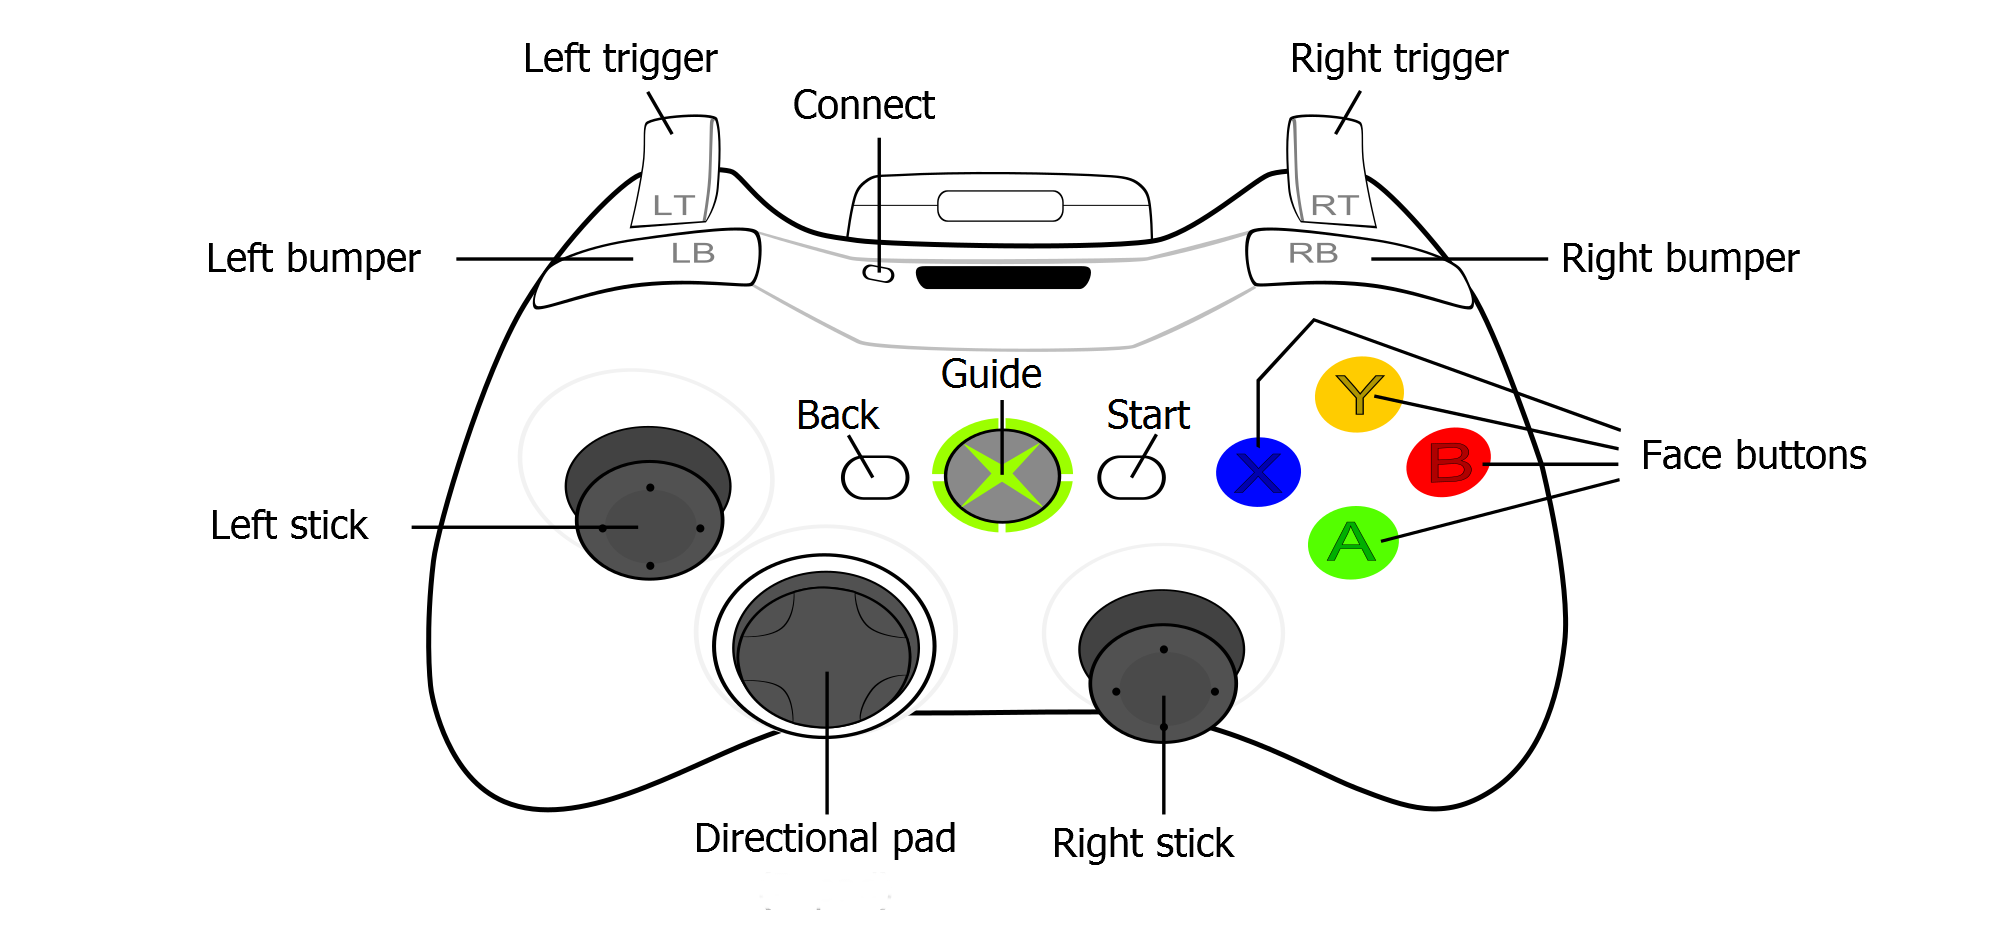 Left trigger
Right trigger
Connect
LT
RT
Left bumper
LB
RB
Right bumper
Guide
Back
Start
Y
X
B
Face buttons
A
Left stick
Directional pad
Right stick